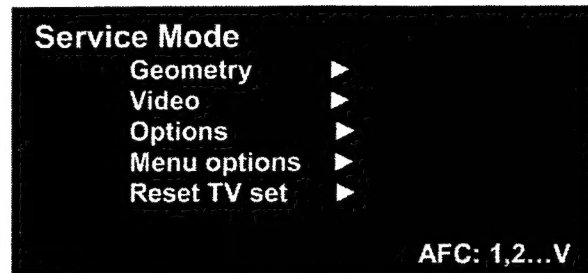 Service Mode
Geometry ►
Video ►
Options ►
Menu options ►
Reset TV set ►
AFC: 1,2...V